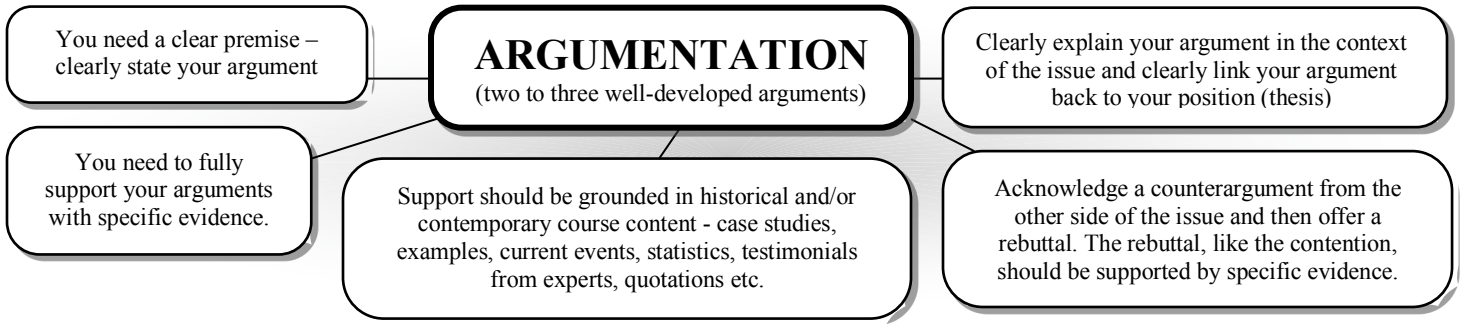 You need a clear premise –
clearly state your argument
ARGUMENTATION
(two to three well-developed arguments)
Clearly explain your argument in the context
of the issue and clearly link your argument
back to your position (thesis)
You need to fully
support your arguments
with specific evidence.
Support should be grounded in historical and/or
contemporary course content - case studies,
examples, current events, statistics, testimonials
from experts, quotations etc.
Acknowledge a counterargument from the
other side of the issue and then offer a
rebuttal. The rebuttal, like the contention,
should be supported by specific evidence.